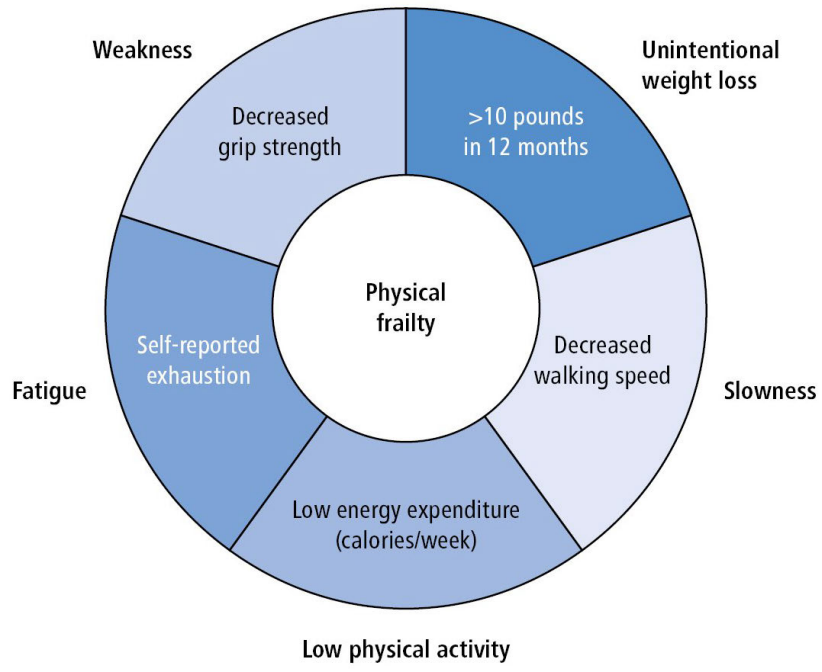 Weakness
Unintentional
weight loss
Decreased
grip strength
>10 pounds
in 12 months
Physical
frailty
Self-reported
exhaustion
Decreased
walking speed
Fatigue
Slowness
Low energy expenditure
(calories/week)
Low physical activity